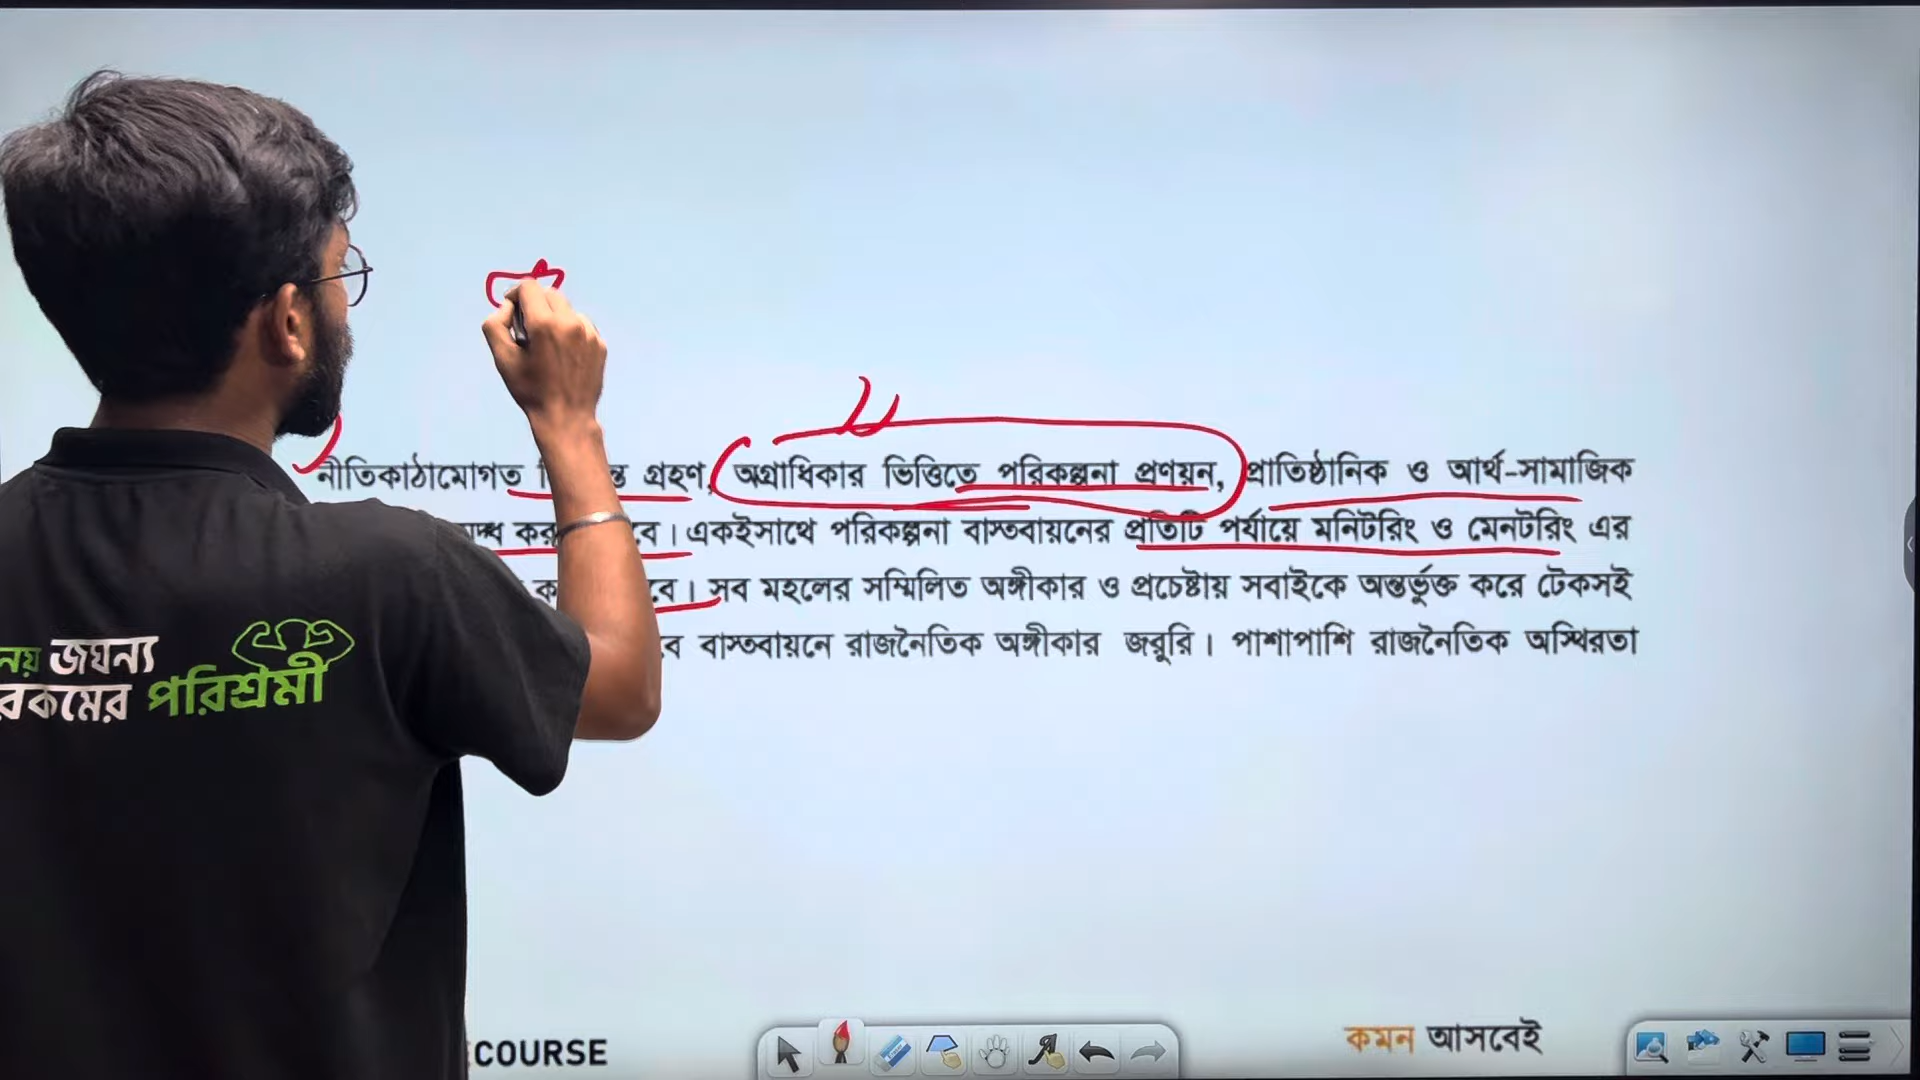 নীতিকাঠামোগত গ্রহণ, অগ্রাধিকার ভিত্তিতে পরিকল্পনা প্রণয়ন, প্রাতিষ্ঠানিক ও আর্থ-সামাজিক
একইসাথে পরিকল্পনা বাস্তবায়নের প্রতিটি পর্যায়ে মনিটরিং ও মেনটরিং এর
সব মহলের সম্মিলিত অঙ্গীকার ও প্রচেষ্টায় সবাইকে অন্তর্ভুক্ত করে টেকসই
বাস্তবায়নে রাজনৈতিক অঙ্গীকার জরুরি। পাশাপাশি রাজনৈতিক অস্থিরতা
নয় জঘন্য
রকমের পরিশ্রমী
COURSE
কমন আসবেই